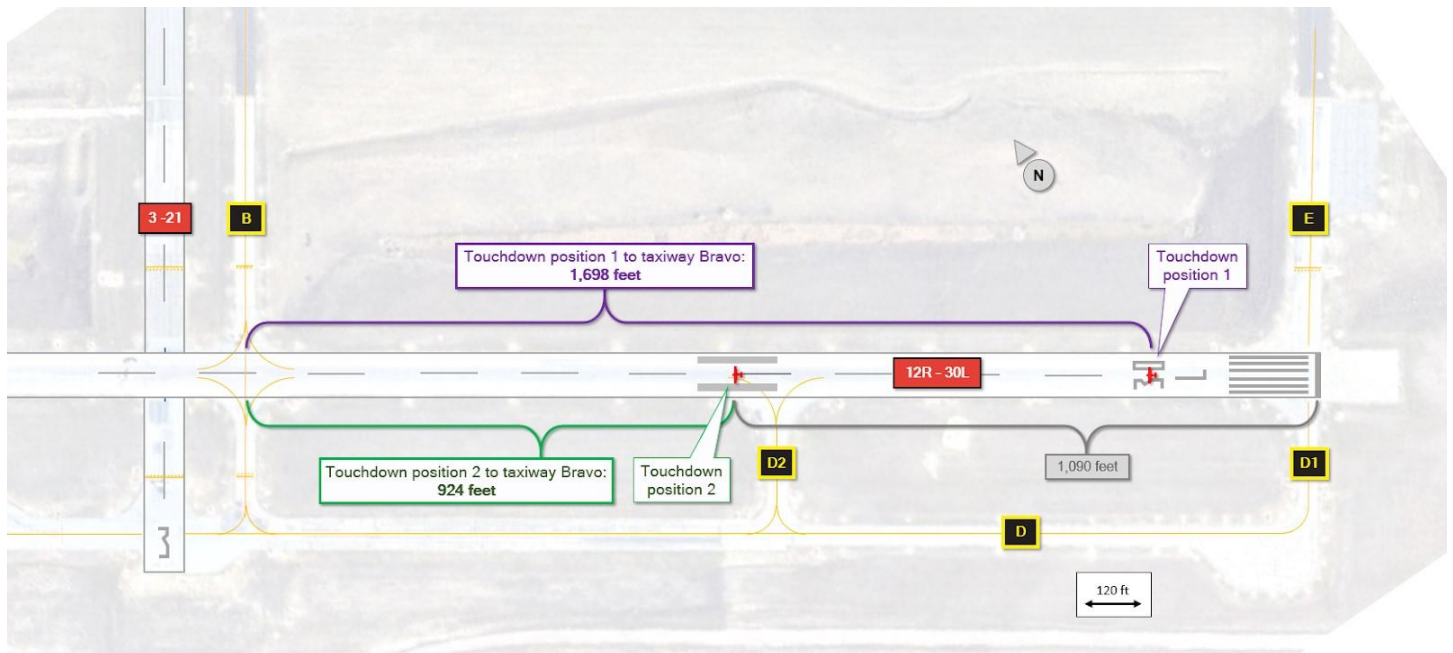 3 -21
B
E
Touchdown position 1 to taxiway Bravo:
1,698 feet
Touchdown
position 1
N
12R - 30L
Touchdown position 2 to taxiway Bravo:
924 feet
Touchdown
position 2
D2
1,090 feet
D1
3
D
120 ft